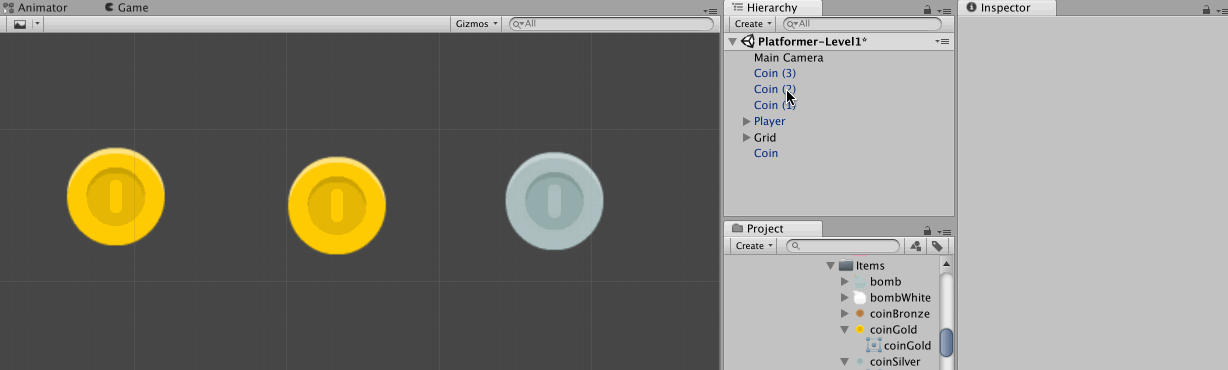 Animator Game
Gizmos All
Hierarchy
Create All
Platformer-Level1*
Main Camera
Coin (3)
Coin (2)
Coin (1)
Player
Grid
Coin
Project
Create
Items
bomb
bombWhite
coinBronze
coinGold
coinGold
coinSilver
Inspector